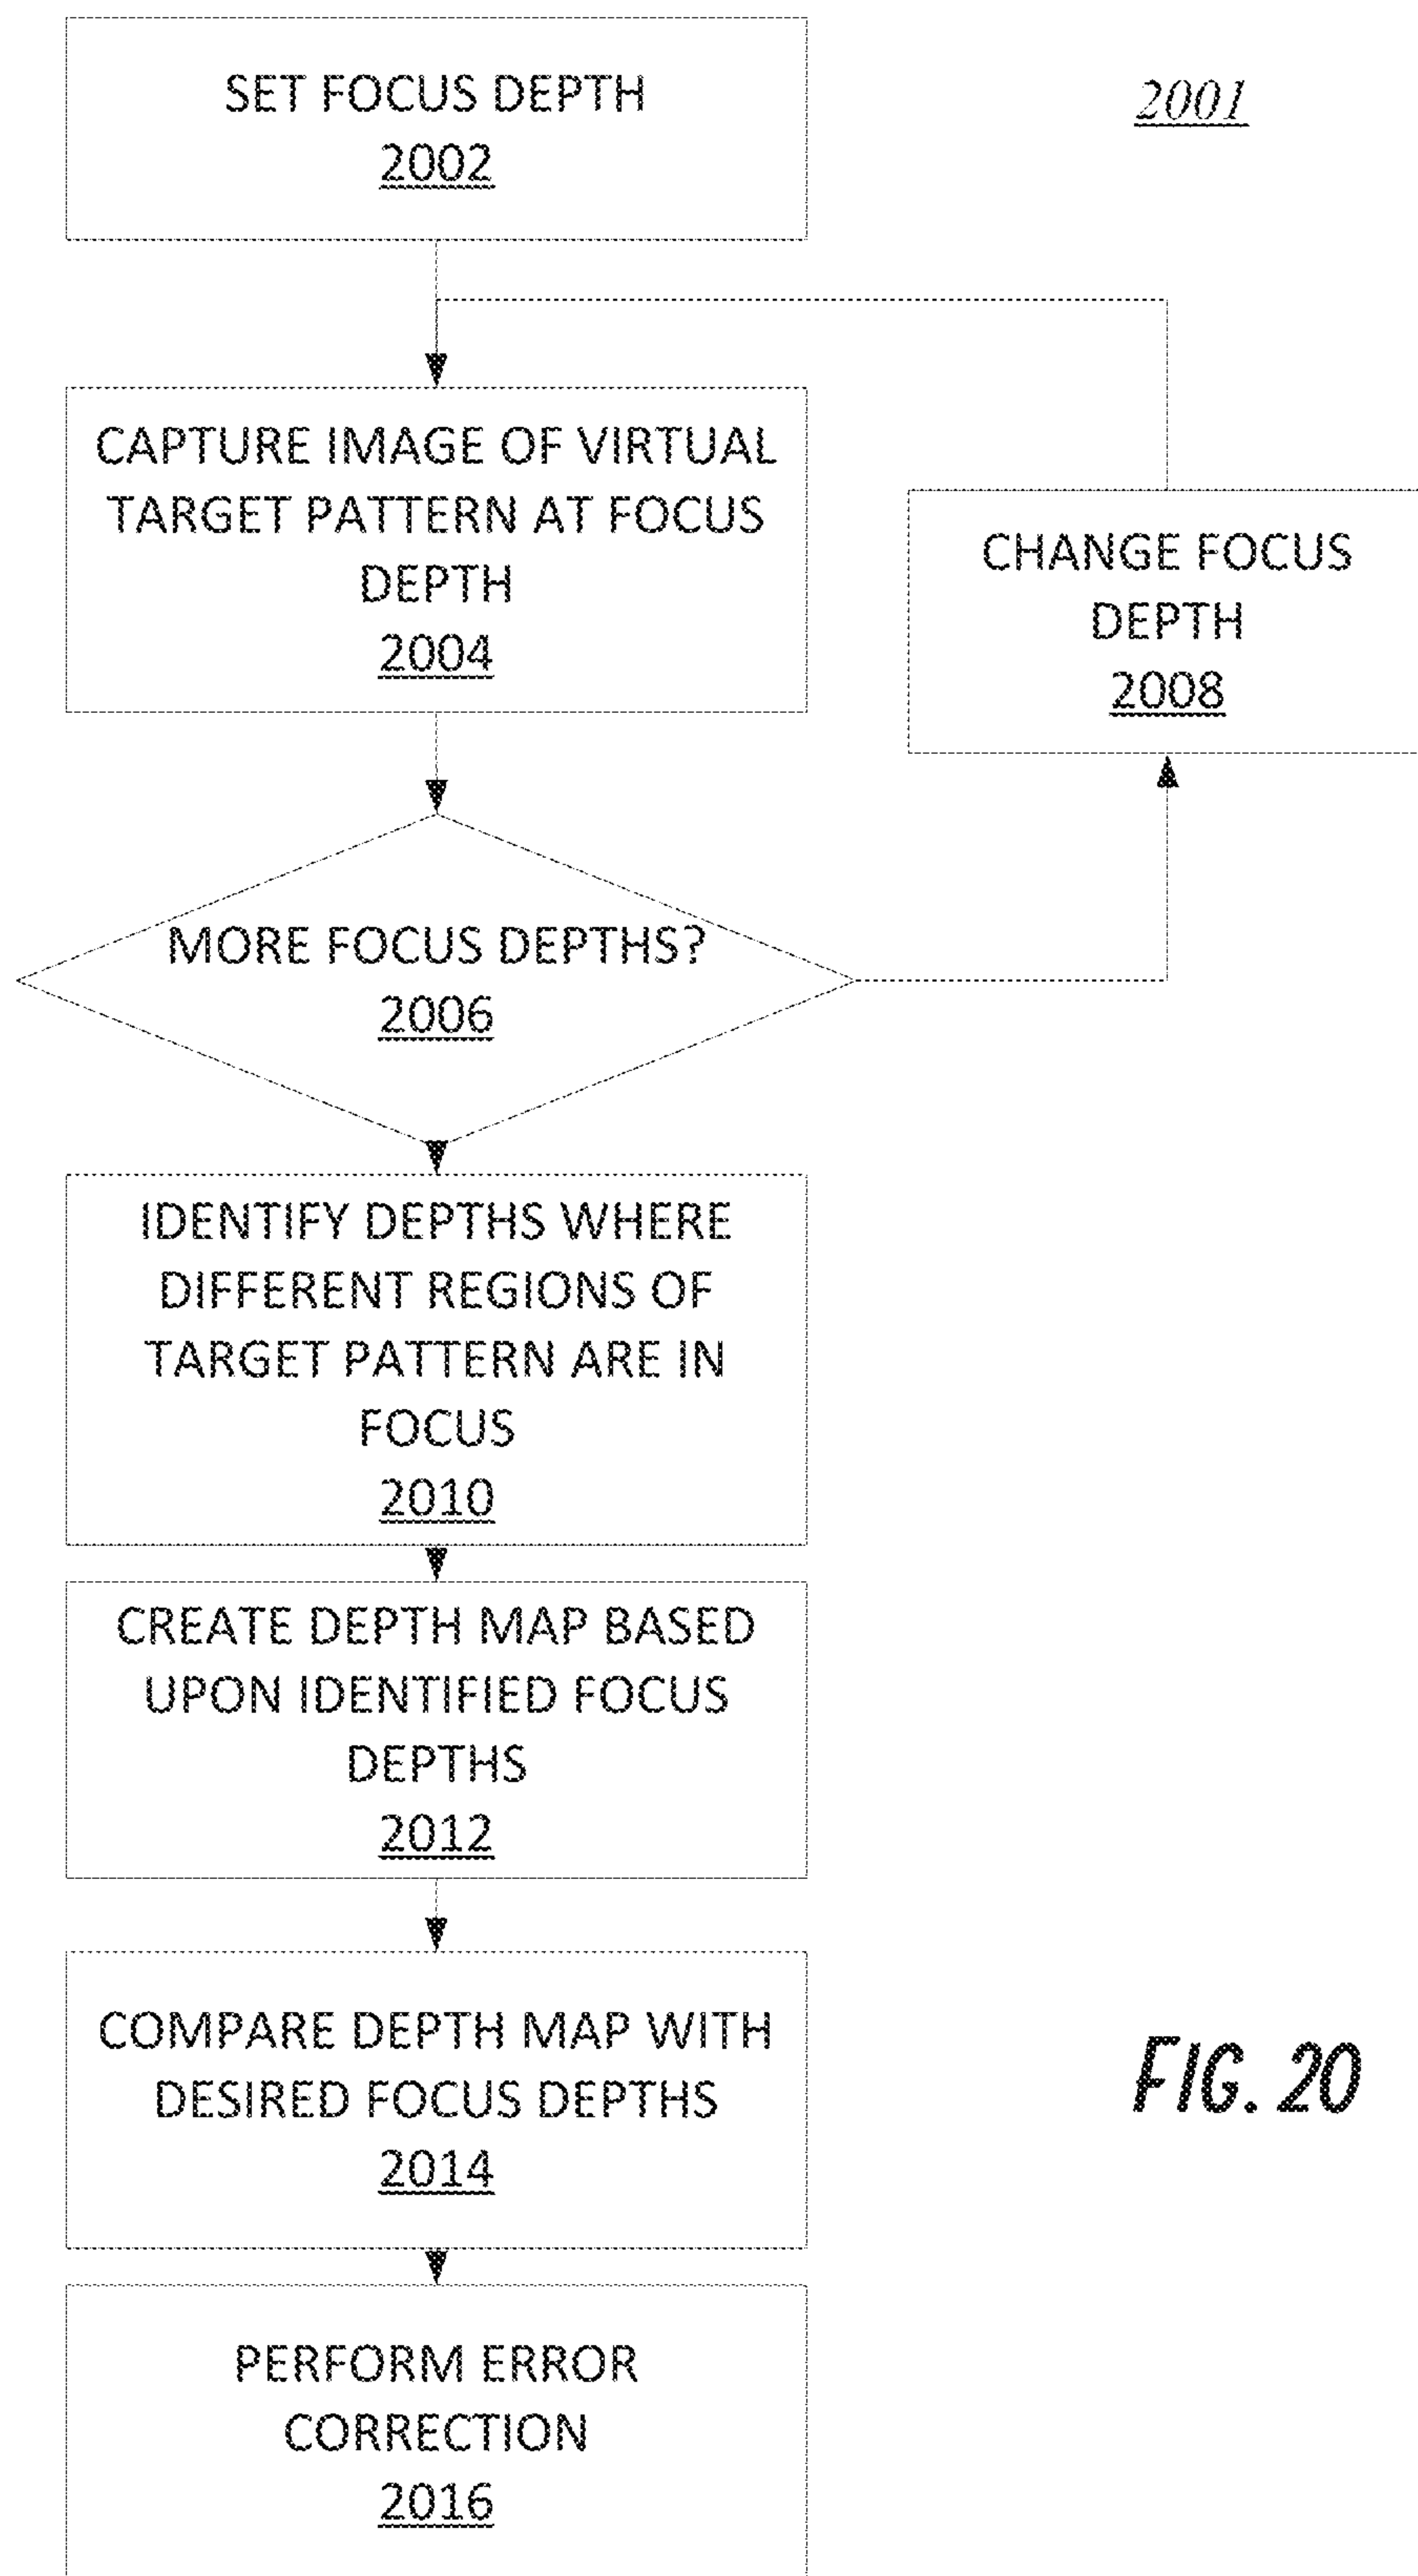 SET FOCUS DEPTH
2002
2001
CAPTURE IMAGE OF VIRTUAL
TARGET PATTERN AT FOCUS
DEPTH
2004
CHANGE FOCUS
DEPTH
2008
MORE FOCUS DEPTHS?
2006
IDENTIFY DEPTHS WHERE
DIFFERENT REGIONS OF
TARGET PATTERN ARE IN
FOCUS
2010
CREATE DEPTH MAP BASED
UPON IDENTIFIED FOCUS
DEPTHS
2012
COMPARE DEPTH MAP WITH
DESIRED FOCUS DEPTHS
2014
FIG. 20
PERFORM ERROR
CORRECTION
2016